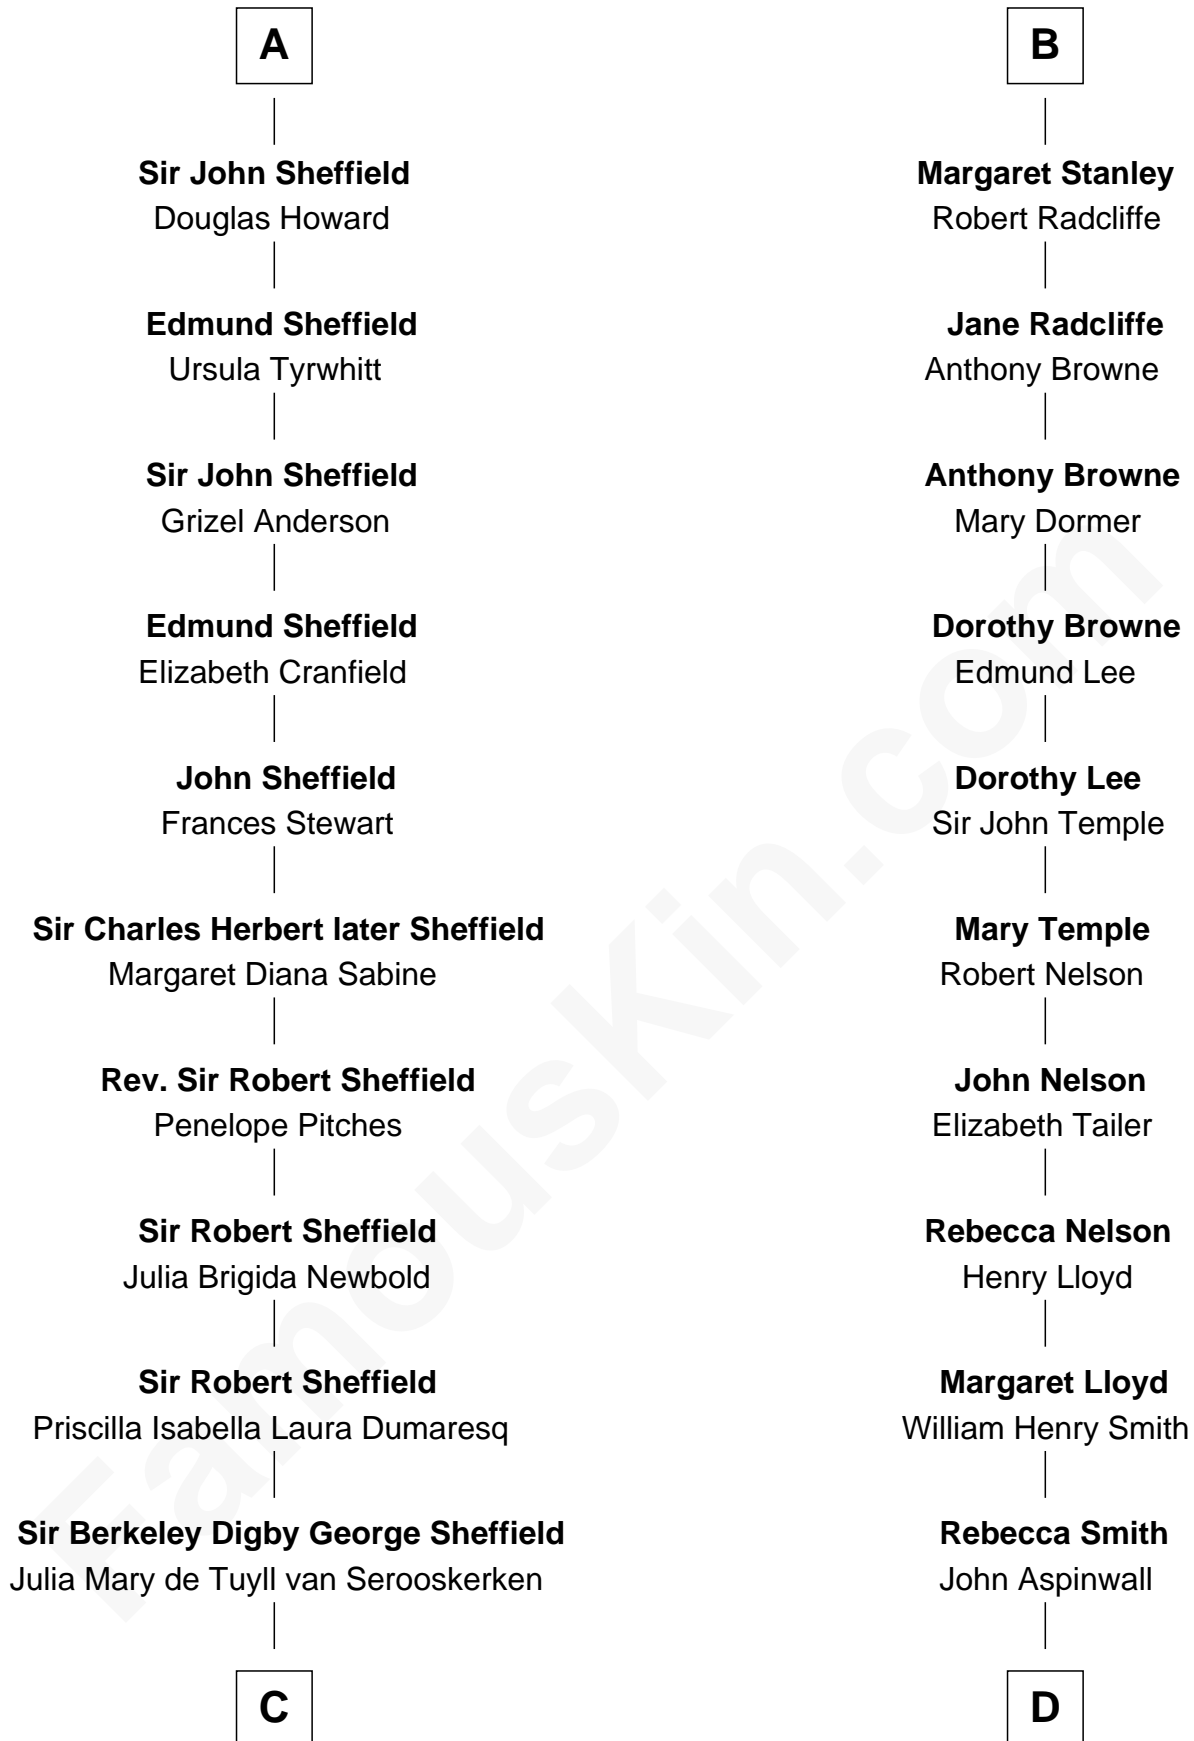 A
Sir John Sheffield
Douglas Howard
Edmund Sheffield
Ursula Tyrwhitt
Sir John Sheffield
Grizel Anderson
Edmund Sheffield
Elizabeth Cranfield
John Sheffield
Frances Stewart
Sir Charles Herbert later Sheffield
Margaret Diana Sabine
Rev. Sir Robert Sheffield
Penelope Pitches
Sir Robert Sheffield
Julia Brigida Newbold
Sir Robert Sheffield
Priscilla Isabella Laura Dumaresq
Sir Berkeley Digby George Sheffield
Julia Mary de Tuyll van Serooskerken
C
B
Margaret Stanley
Robert Radcliffe
Jane Radcliffe
Anthony Browne
Anthony Browne
Mary Dormer
Dorothy Browne
Edmund Lee
Dorothy Lee
Sir John Temple
Mary Temple
Robert Nelson
John Nelson
Elizabeth Tailer
Rebecca Nelson
Henry Lloyd
Margaret Lloyd
William Henry Smith
Rebecca Smith
John Aspinwall
D
FamousKin.com